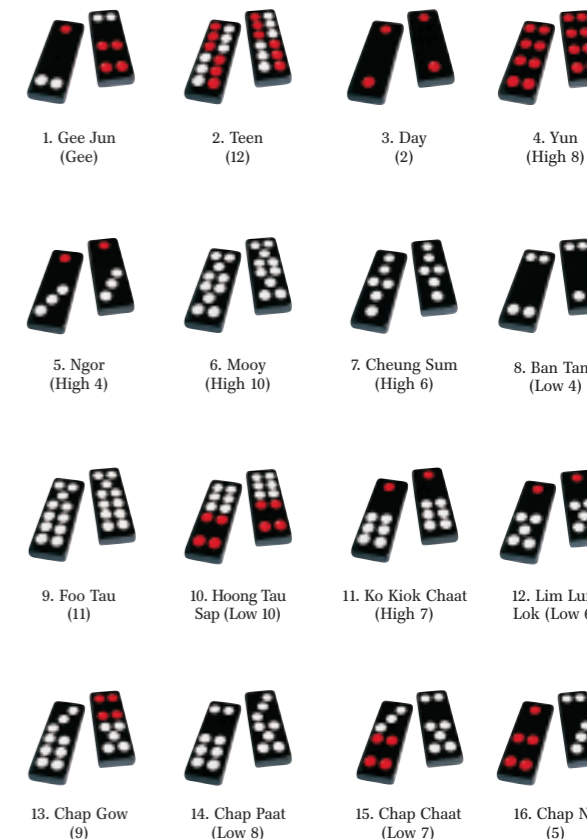 1. Gee Jun
(Gee)
2. Teen
(12)
3. Day
(2)
4. Yun
(High 8)
5. Ngor
(High 4)
6. Mooy
(High 10)
7. Cheung Sum
(High 6)
8. Ban
(Low 4)
9. Foo Tau
(11)
10. Hoong Tau
Sap (Low 10)
11. Ko Kiok Chaat
(High 7)
12. Lim
Lok (Low
13. Chap Gow
(9)
14. Chap Paat
(Low 8)
15. Chap Chaat
(Low 7)
16. Chap
(5)